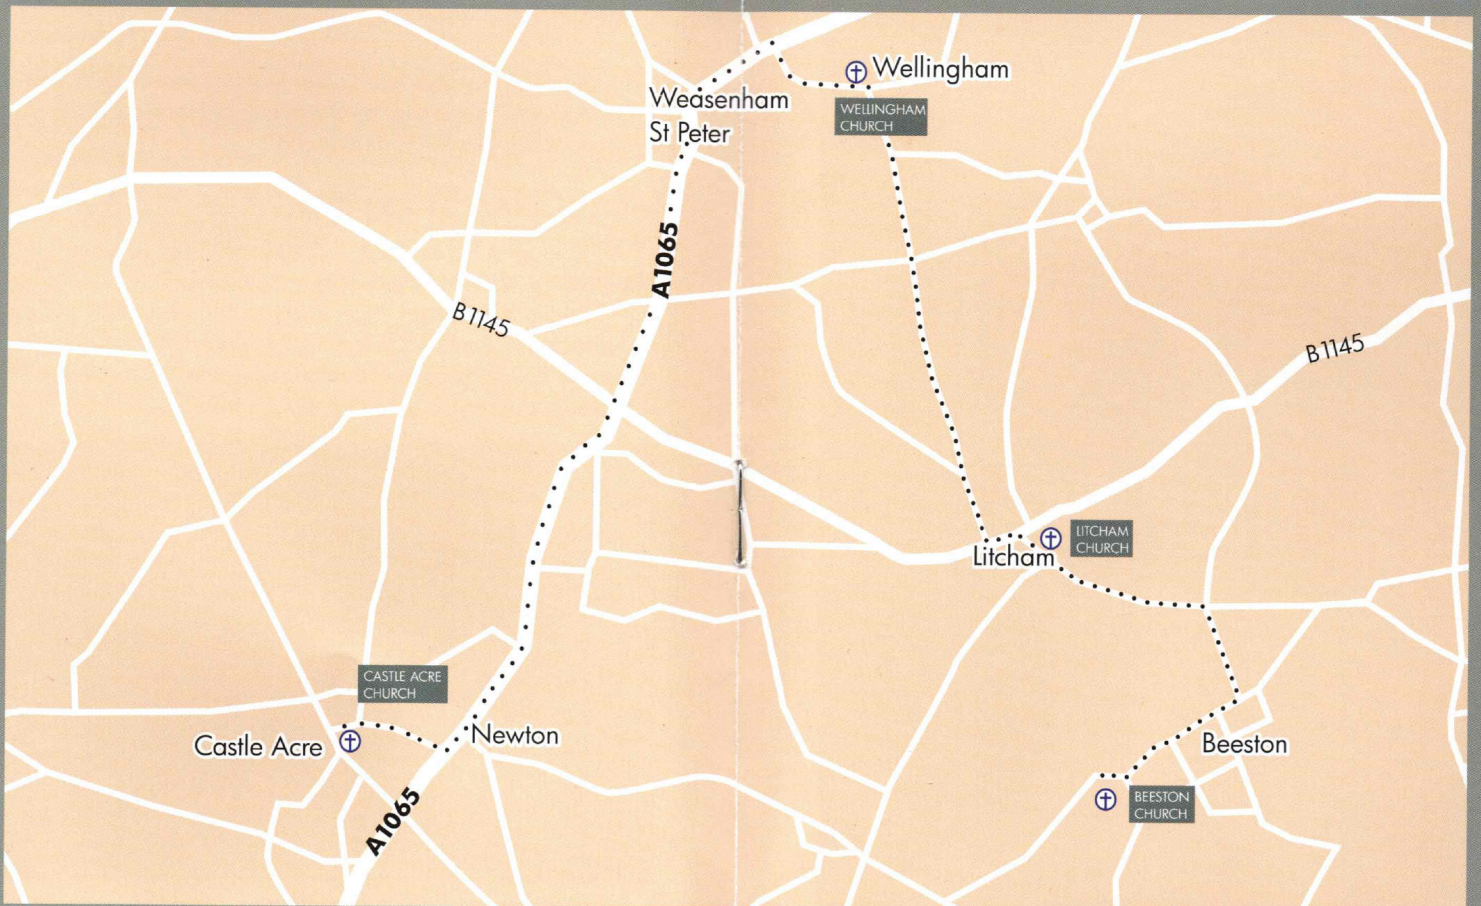 Wellingham
WELLINGHAM
CHURCH
Weasenham
St Peter
A1065
B1145
B1145
LITCHAM
CHURCH
Litcham
CASTLE ACRE
CHURCH
Castle Acre
Newton
Beeston
BEESTON
CHURCH
A1065